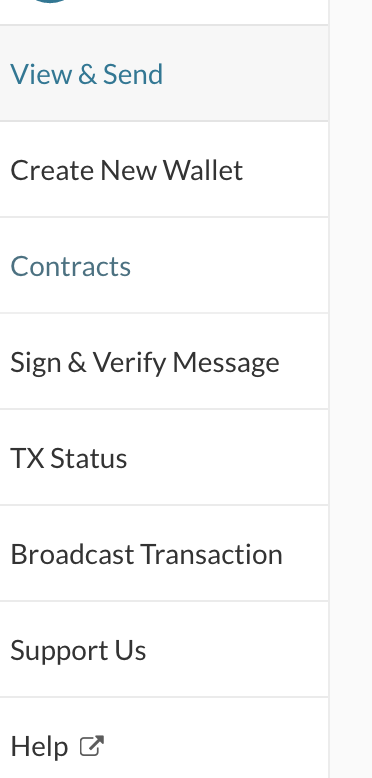 View & Send
Create New Wallet
Contracts
Sign & Verify Message
TX Status
Broadcast Transaction
Support Us
Help